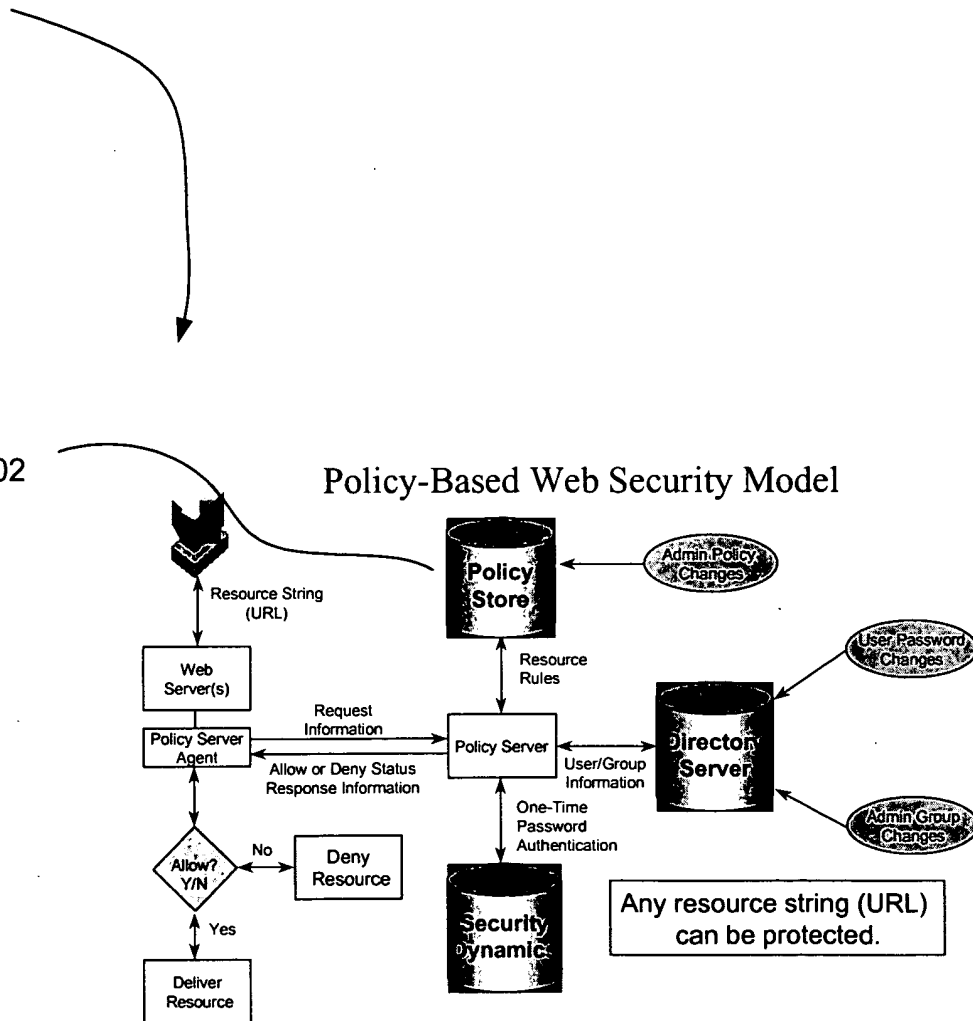 02
Policy-Based Web Security Model
Resource String
(URL)
Web
Server(s)
Policy Server
Agent
Request
Information
Allow or Deny Status
Response Information
Allow?
Y/N
No
Deny
Resource
Yes
Deliver
Resource
Policy
Store
Admin Policy
Changes
Resource
Rules
Policy Server
User/Group
Information
Director
Server
User Password
Changes
Admin Group
Changes
One-Time
Password
Authentication
Security
Dynamic
Any resource string (URL)
can be protected.